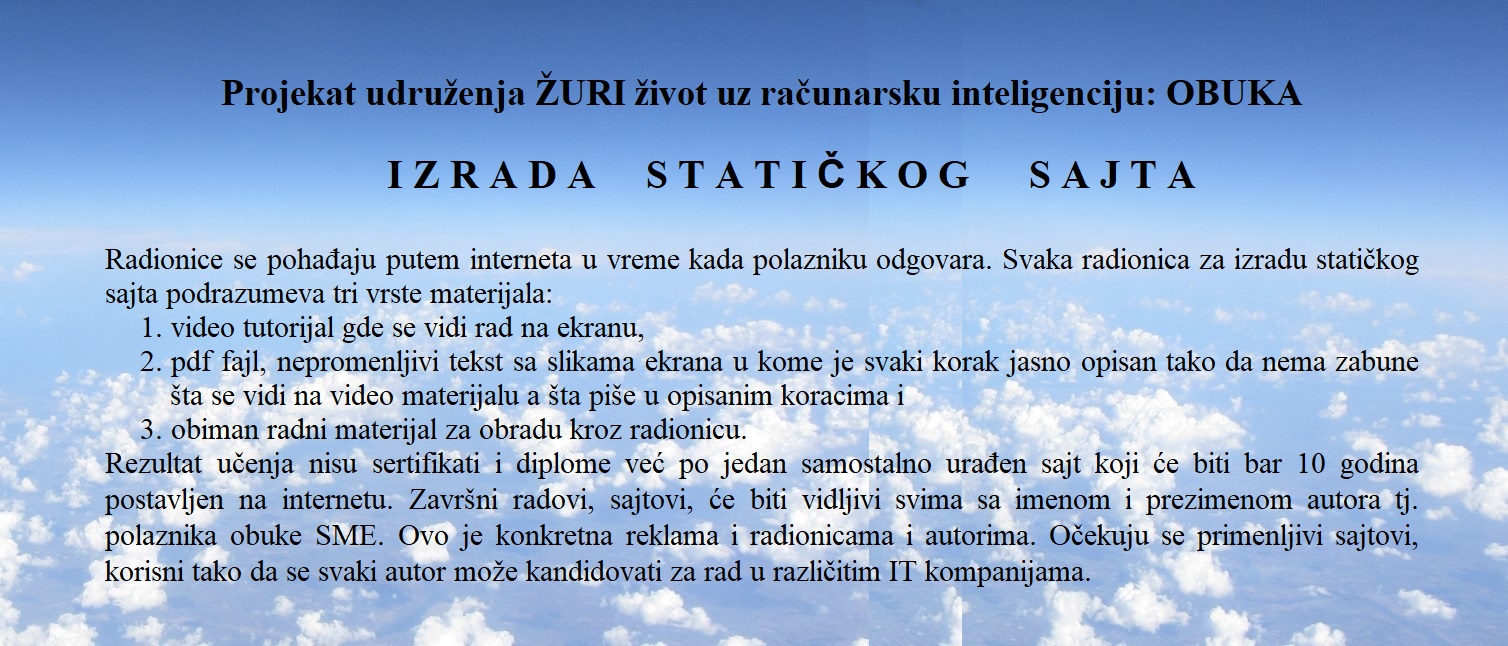 Projekat udruženja ŽURI život uz računarsku inteligenciju: OBUKA
I Z R A D A S T A T I Č K O G S A J T A
Radionice se pohađaju putem interneta u vreme kada polazniku odgovara. Svaka radionica za izradu statičkog
sajta podrazumeva tri vrste materijala:
1. video tutorijal gde se vidi rad na ekranu,
2. pdf fajl, nepromenljivi tekst sa slikama ekrana u kome je svaki korak jasno opisan tako da nema zabune
šta se vidi na video materijalu a šta piše u opisanim koracima i
3. obiman radni materijal za obradu kroz radionicu.
Rezultat učenja nisu sertifikati i diplome već po jedan samostalno urađen sajt koji će biti bar 10 godina
postavljen na internetu. Završni radovi, sajtovi, će biti vidljivi svima sa imenom i prezimenom autora tj.
polaznika obuke SME. Ovo je konkretna reklama i radionicama i autorima. Očekuju se primenljivi sajtovi,
korisni tako da se svaki autor može kandidovati za rad u različitim IT kompanijama.